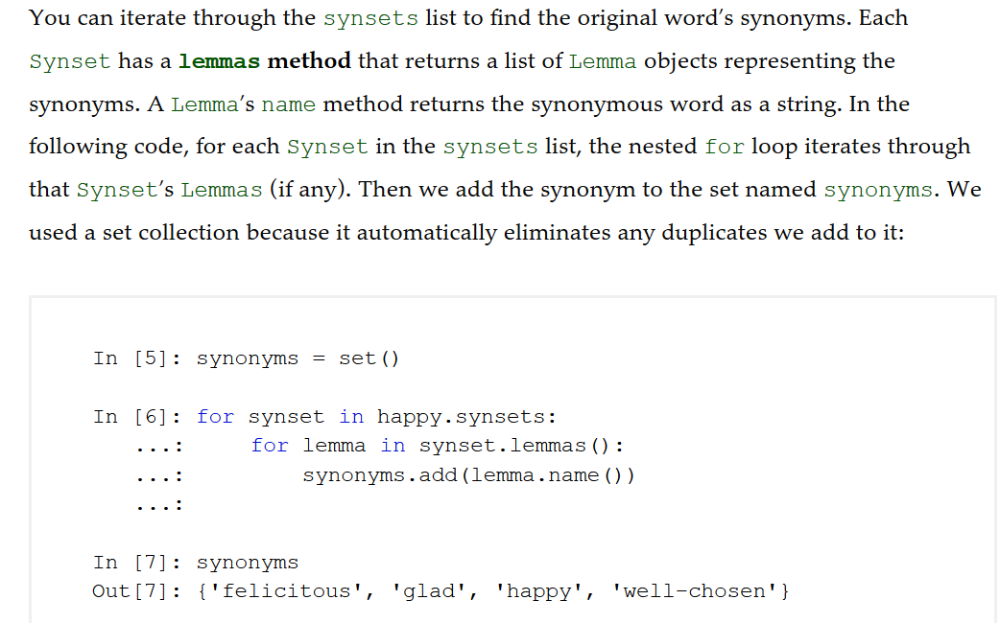 You can iterate through the synsets list to find the original word’s synonyms. Each
Synset has a lemmas method that returns a list of Lemma objects representing the
synonyms. A Lemma’s name method returns the synonymous word as a string. In the
following code, for each Synset in the synsets list, the nested for loop iterates through
that Synset’s Lemmas (if any). Then we add the synonym to the set named synonyms. We
used a set collection because it automatically eliminates any duplicates we add to it:
In [5]: synonyms = set()
In [6]: for synset in happy.synsets:
...:     for lemma in synset.lemmas():
...:         synonyms.add(lemma.name())
...:
In [7]: synonyms
Out[7]: {'felicitous', 'glad', 'happy', 'well-chosen'}